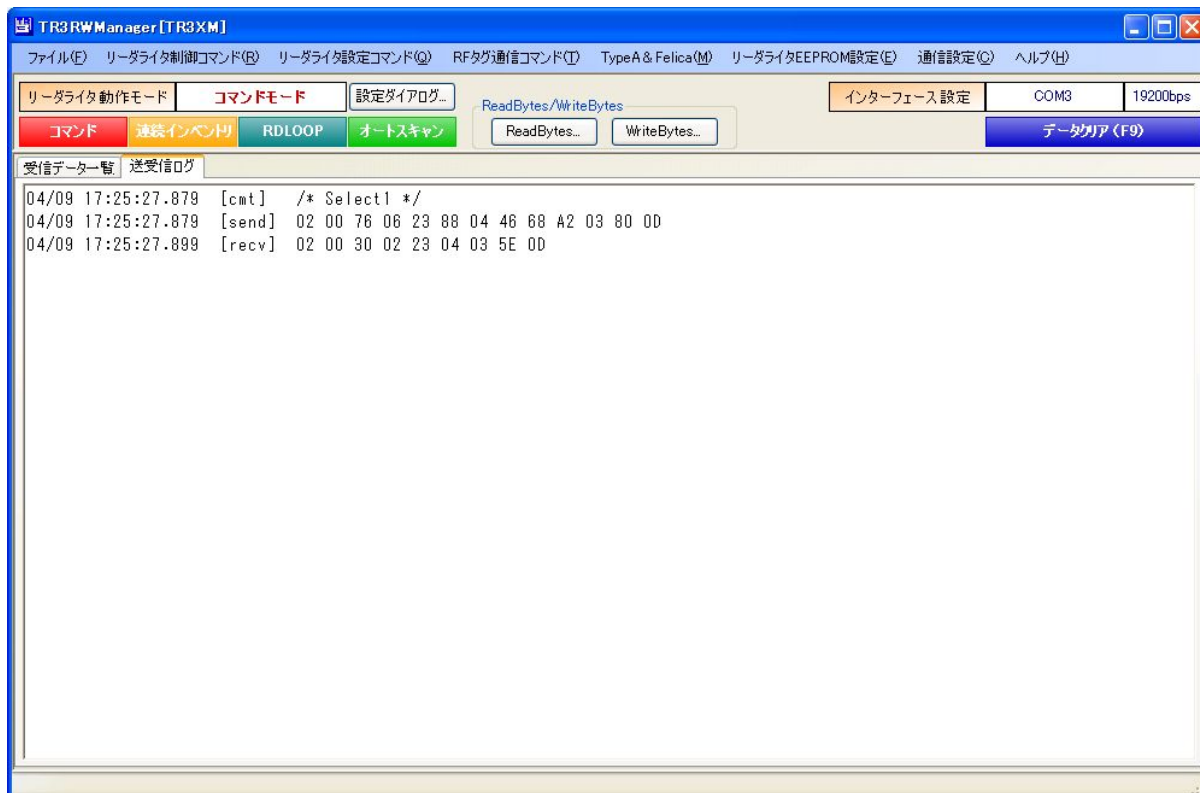 TR3RWManager[TR3XM]
ファイル(F) リーダライタ制御コマンド(R) リーダライタ設定コマンド(Q) RFタグ通信コマンド(T) TypeA&Felica(M) リーダライタEEPROM設定(E) 通信設定(C) ヘルプ(H)
リーダライタ動作モード コマンドモード 設定ダイアログ... ReadBytes/WriteBytes インターフェース設定 COM3 19200bps
コマンド 連続インベントリ RDLOOP オートスキャン ReadBytes... WriteBytes... データクリア(F9)
受信データ一覧 送受信ログ
04/09 17:25:27.879 [cmt] /* Select1 */
04/09 17:25:27.879 [send] 02 00 76 06 23 88 04 46 68 A2 03 80 0D
04/09 17:25:27.899 [recv] 02 00 30 02 23 04 03 5E 0D